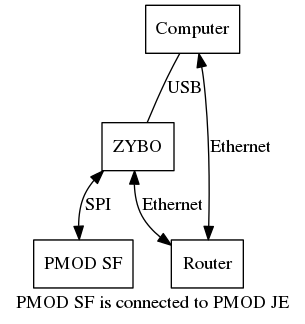 Computer
USB
ZYBO
Ethernet
SPI
Ethernet
PMOD SF
Router
PMOD SF is connected to PMOD JE